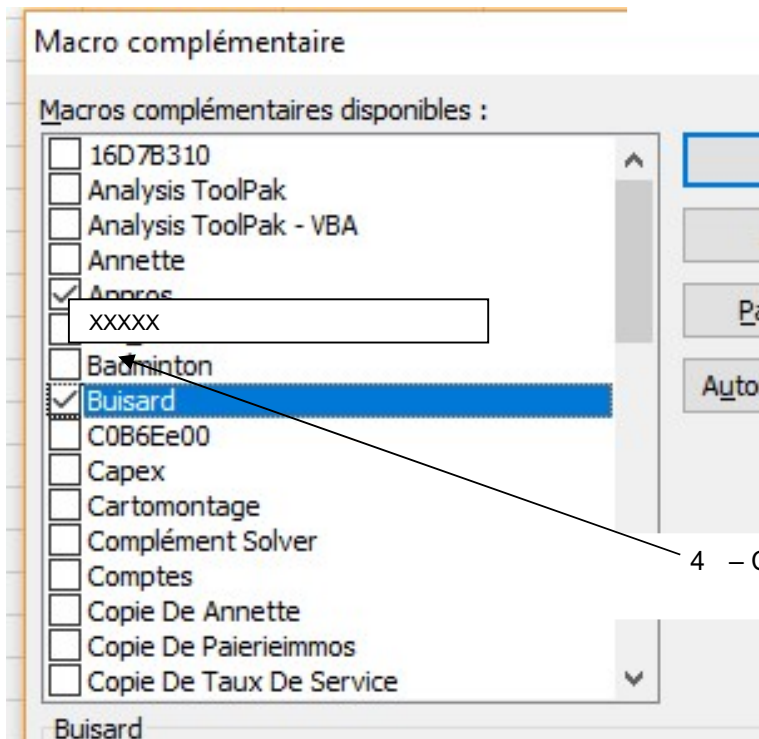 Macro complémentaire
Macros complémentaires disponibles :
16D7B310
Analysis ToolPak
Analysis ToolPak - VBA
Annette
Appros
XXXXX
Badminton
Buisard
C0B6Ee00
Capex
Cartomontage
Complément Solver
Comptes
Copie De Annette
Copie De Paierieimmos
Copie De Taux De Service
Pa
Auto
4 – C
Buisard